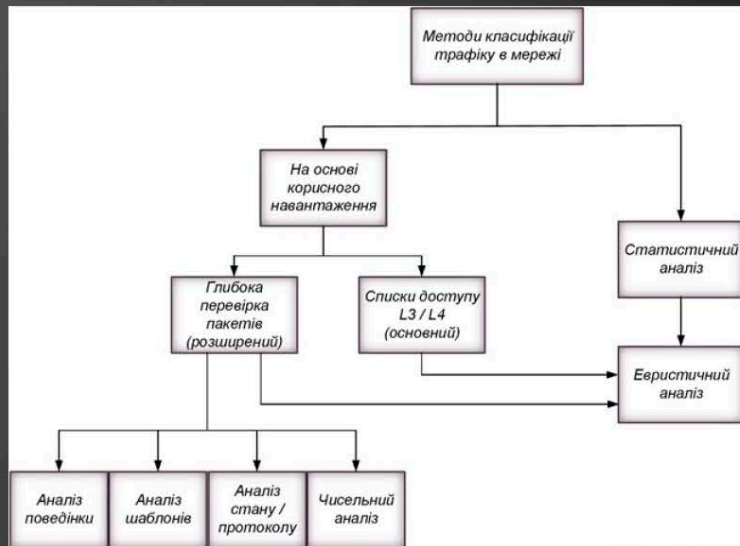 Методи класифікації
трафіку в мережі
На основі
корисного
навантаження
Статистичний
аналіз
Глибока
перевірка
пакетів
(розширений)
Списки доступу
L3 / L4
(основний)
Евристичний
аналіз
Аналіз
поведінки
Аналіз
шаблонів
Аналіз
стану /
протоколу
Чисельний
аналіз